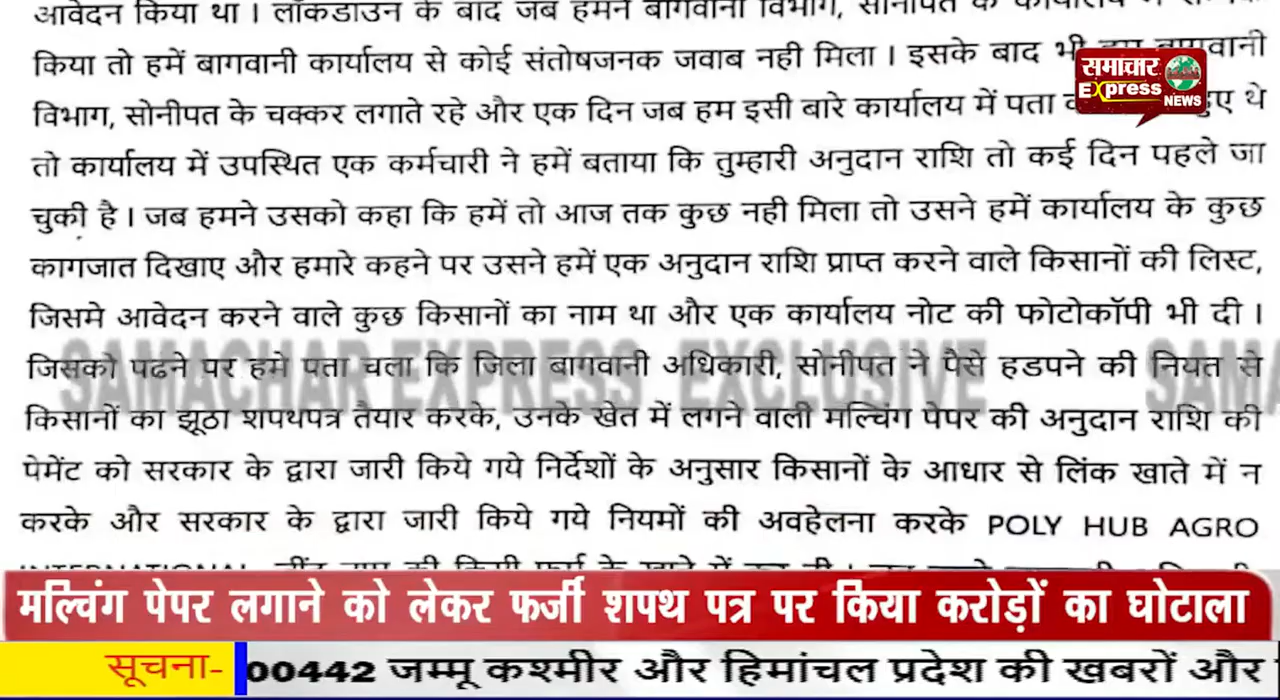 आवेदन किया था । लॉकडाउन के बाद जब हमने बागवानी विभाग, सोनीपत के कार्यालय में
किया तो हमें बागवानी कार्यालय से कोई संतोषजनक जवाब नही मिला । इसके बाद भी हम बागवानी
विभाग, सोनीपत के चक्कर लगाते रहे और एक दिन जब हम इसी बारे कार्यालय में पता हुए थे
तो कार्यालय में उपस्थित एक कर्मचारी ने हमें बताया कि तुम्हारी अनुदान राशि तो कई दिन पहले जा
चुकी है । जब हमने उसको कहा कि हमें तो आज तक कुछ नही मिला तो उसने हमें कार्यालय के कुछ
कागजात दिखाए और हमारे कहने पर उसने हमें एक अनुदान राशि प्राप्त करने वाले किसानों की लिस्ट,
जिसमे आवेदन करने वाले कुछ किसानों का नाम था और एक कार्यालय नोट की फोटोकॉपी भी दी ।
जिसको पढने पर हमे पता चला कि जिला बागवानी अधिकारी, सोनीपत ने पैसे हडपने की नियत से
किसानों का झूठा शपथपत्र तैयार करके, उनके खेत में लगने वाली मल्चिंग पेपर की अनुदान राशि की
पेमेंट को सरकार के द्वारा जारी किये गये निर्देशों के अनुसार किसानों के आधार से लिंक खाते में न
करके और सरकार के द्वारा जारी किये गये नियमों की अवहेलना करके POLY HUB AGRO
समाचार
Express
NEWS
SAMACHAR EXPRESS EXCLUSIVE SAMA
मल्चिंग पेपर लगाने को लेकर फर्जी शपथ पत्र पर किया करोड़ों का घोटाला
सूचना- 00442 जम्मू कश्मीर और हिमांचल प्रदेश की खबरों और